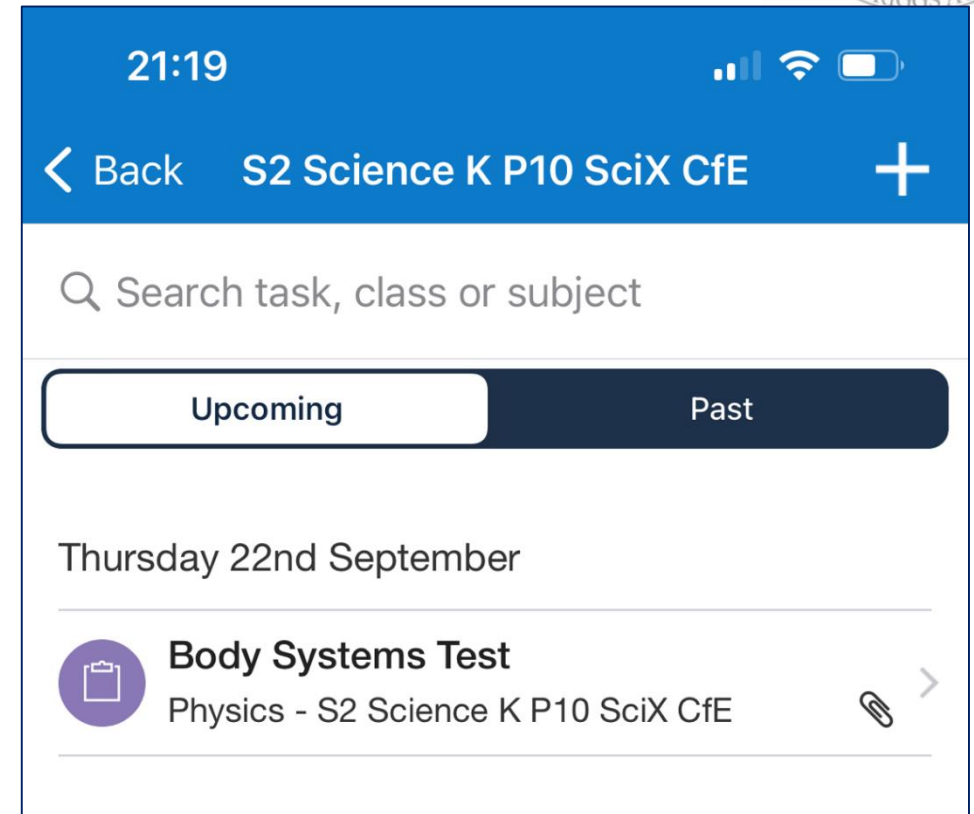 21:19
Back S2 Science K P10 SciX CfE
Search task, class or subject
Upcoming Past
Thursday 22nd September
Body Systems Test
Physics - S2 Science K P10 SciX CfE